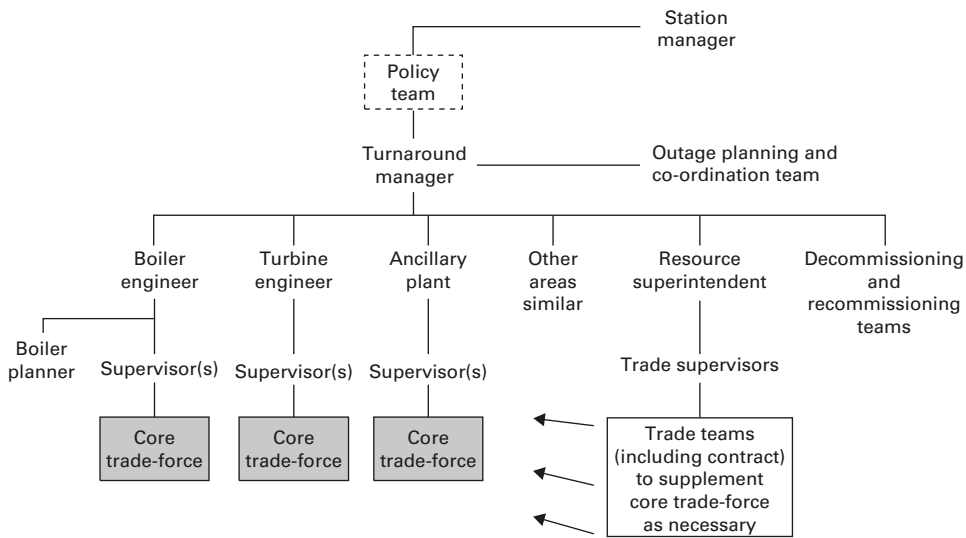 Station
manager
Policy
team
Turnaround
manager
Outage planning and
co-ordination team
Boiler
engineer
Turbine
engineer
Ancillary
plant
Other
areas
similar
Resource
superintendent
Decommissioning
and
recommissioning
teams
Boiler
planner
Supervisor(s)
Supervisor(s)
Supervisor(s)
Trade supervisors
Core
trade-force
Core
trade-force
Core
trade-force
Trade teams
(including contract)
to supplement
core trade-force
as necessary